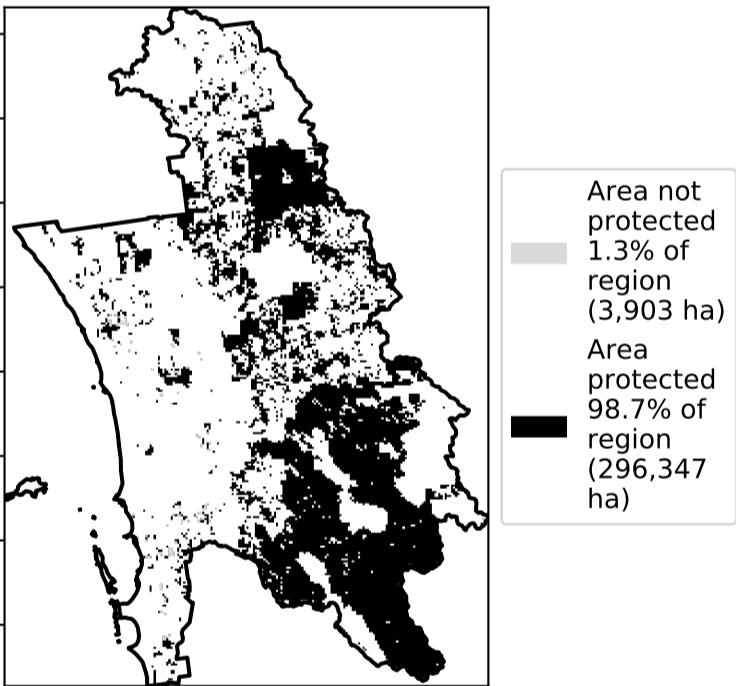 Area not
protected
1.3% of
region
(3,903 ha)
Area
protected
98.7% of
region
(296,347
ha)